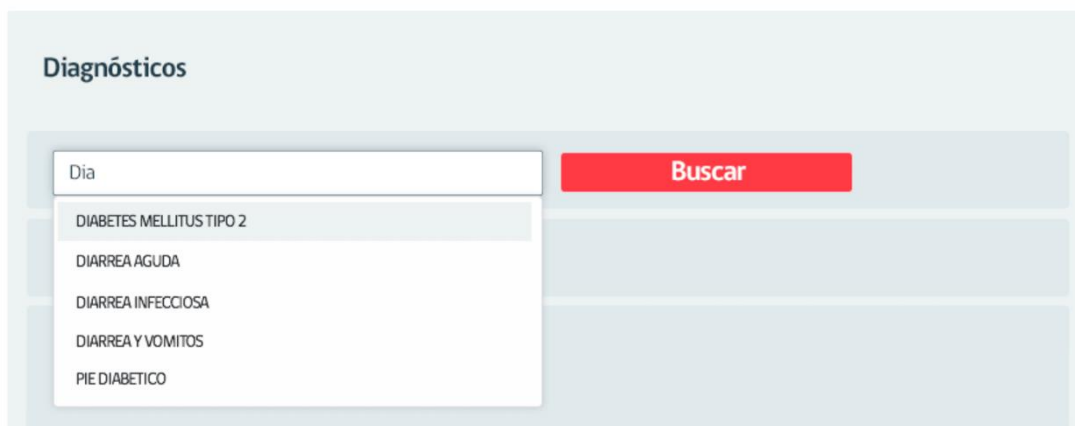 Diagnósticos
Dia
Buscar
DIABETES MELLITUS TIPO 2
DIARREA AGUDA
DIARREA INFECCIOSA
DIARREA Y VOMITOS
PIE DIABETICO